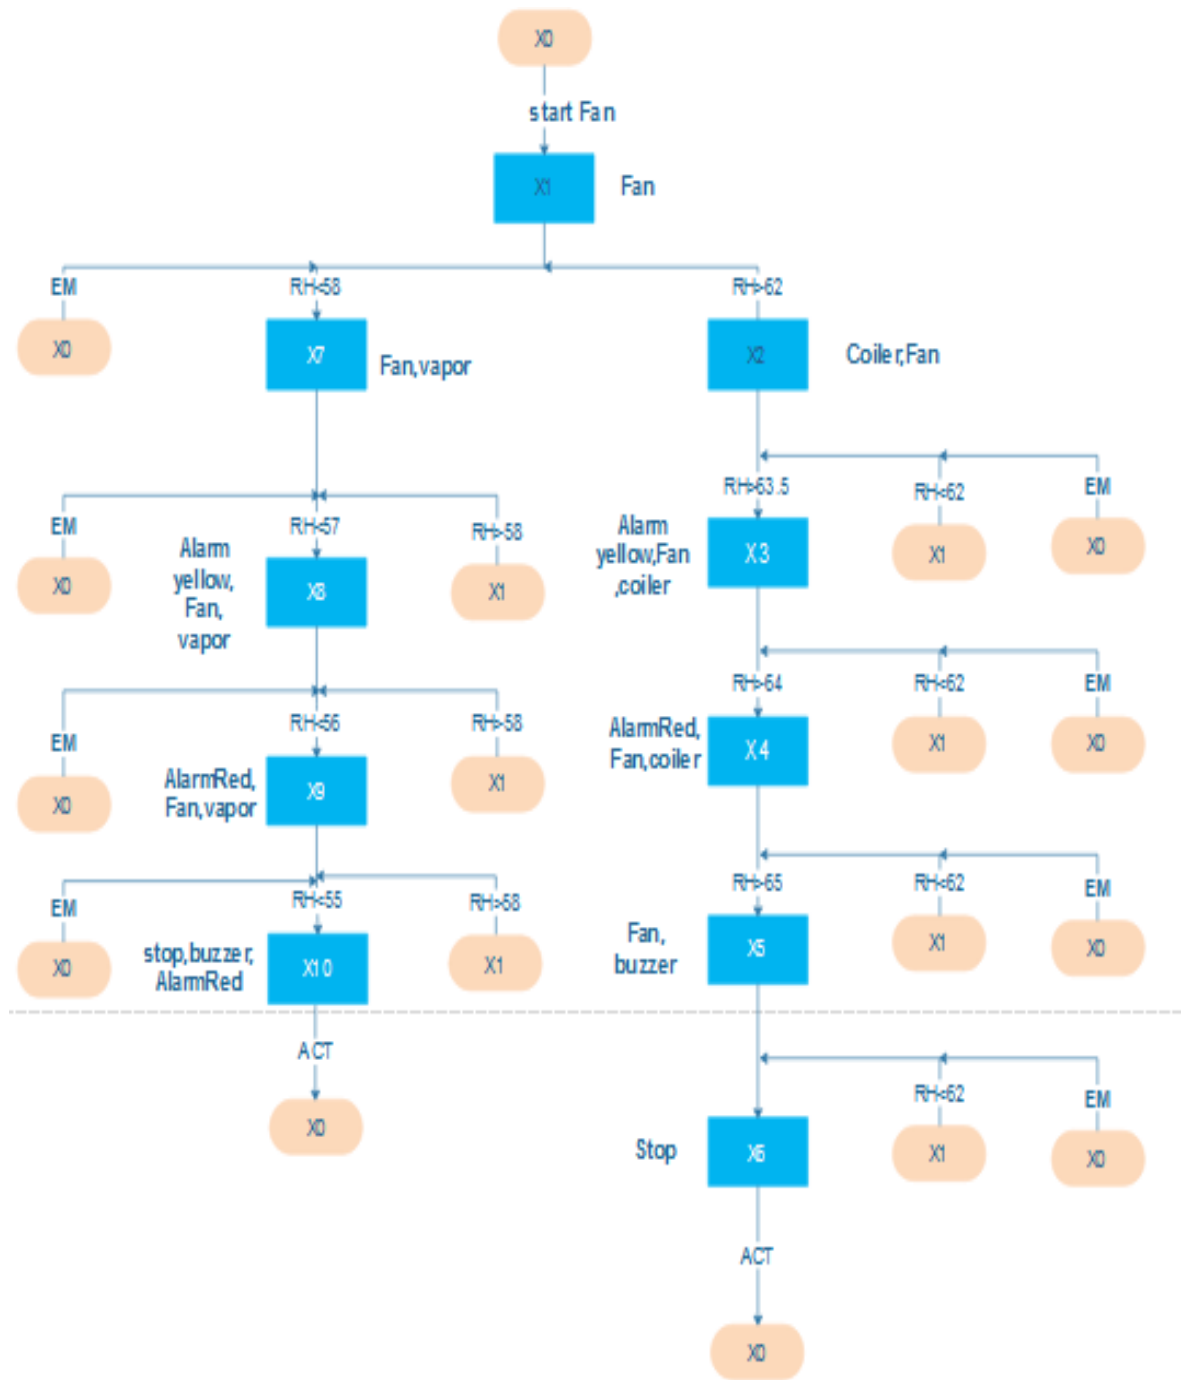 X0
start Fan
X1
Fan
EM
RH<58
RH>62
X0
X7
Fan,vapor
X2
Coiler,Fan
EM
RH<57
RH>58
RH>63.5
RH<62
EM
X0
Alarm
yellow,
Fan,
vapor
X8
X1
Alarm
yellow,Fan
,coiler
X3
X1
X0
EM
RH<56
RH>58
RH>64
RH<62
EM
X0
AlarmRed,
Fan,vapor
X9
X1
AlarmRed,
Fan,coiler
X4
X1
X0
EM
RH<55
RH>58
RH>65
RH<62
EM
X0
stop,buzzer,
AlarmRed
X10
X1
Fan,
buzzer
X5
X1
X0
ACT
X0
RH<62
EM
Stop
X6
X1
X0
ACT
X0